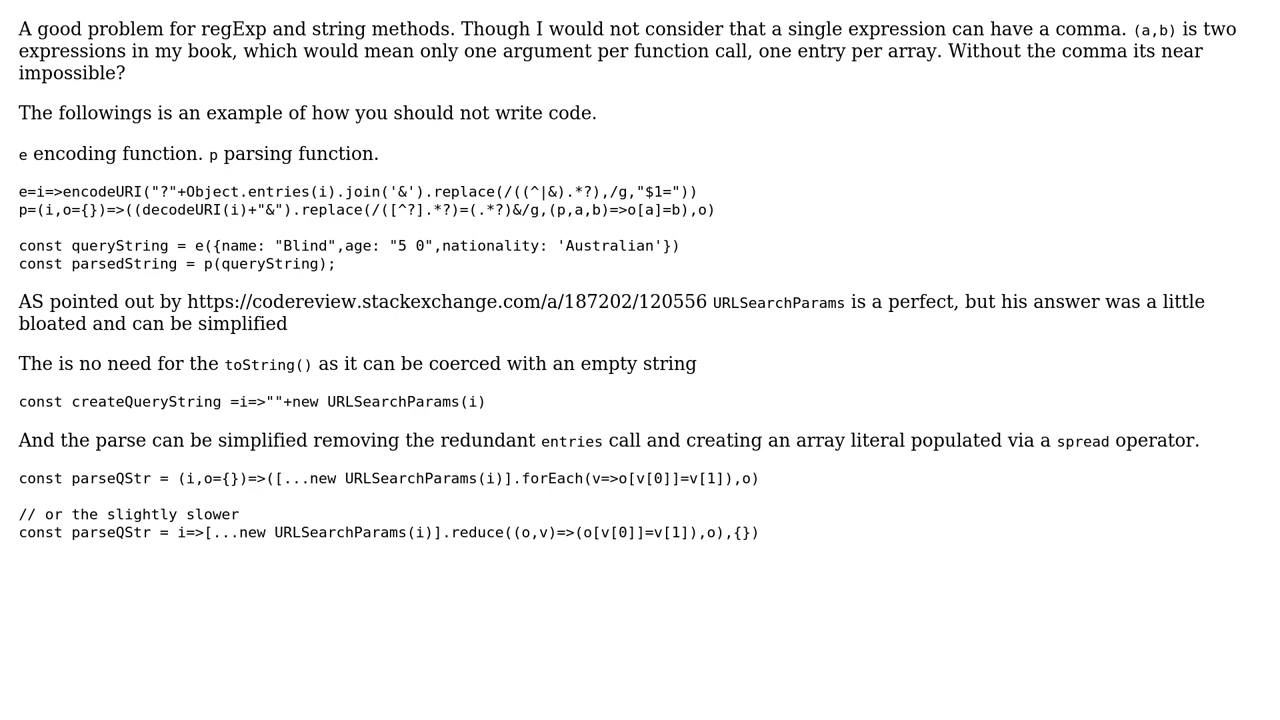 A good problem for regExp and string methods. Though I would not consider that a single expression can have a comma. (a,b) is two
expressions in my book, which would mean only one argument per function call, one entry per array. Without the comma its near
impossible?
The followings is an example of how you should not write code.
e encoding function. p parsing function.
e=i=>encodeURI("?"+Object.entries(i).join('&').replace(/((^|&).*?),/g,"$1="))
p=(i,o={})=>((decodeURI(i)+"&").replace(/([^?].*?)=(.*?)&/g,(p,a,b)=>o[a]=b),o)
const queryString = e({name: "Blind",age: "5 0",nationality: 'Australian'})
const parsedString = p(queryString);
AS pointed out by https://codereview.stackexchange.com/a/187202/120556 URLSearchParams is a perfect, but his answer was a little
bloated and can be simplified
The is no need for the toString() as it can be coerced with an empty string
const createQueryString =i=>""+new URLSearchParams(i)
And the parse can be simplified removing the redundant entries call and creating an array literal populated via a spread operator.
const parseQStr = (i,o={})=>([...new URLSearchParams(i)].forEach(v=>o[v[0]]=v[1]),o)
// or the slightly slower
const parseQStr = i=>[...new URLSearchParams(i)].reduce((o,v)=>(o[v[0]]=v[1]),o),{})